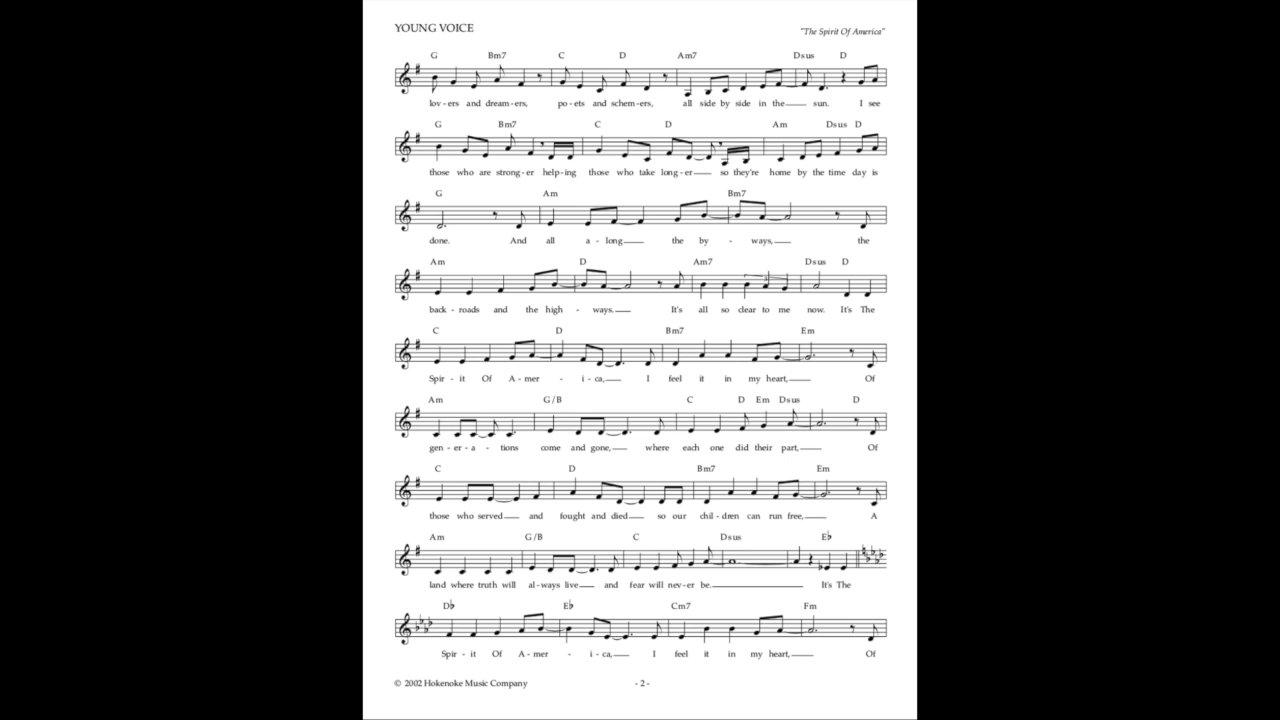 YOUNG VOICE
"The Spirit Of America"
G Bm7 C D Am7 Dsus D
lov - ers and dream - ers, po - ets and schem - ers, all side by side in the sun. I see
G Bm7 C D Am Dsus D
those who are strong - er help - ing those who take long - er so they're home by the time day is
G Am Bm7
done. And all a - long the by - ways, the
Am D Am7 Dsus D
back - roads and the high - ways. It's all so clear to me now. It's The
C D Bm7 Em
Spir - it Of A - mer - i - ca, I feel it in my heart, Of
Am G/B C D Em Dsus D
gen - er - a - tions come and gone, where each one did their part, Of
C D Bm7 Em
those who served and fought and died so our chil - dren can run free, A
Am G/B C Dsus E♭
land where truth will al - ways live and fear will nev - er be. It's The
D♭ E♭ Cm7 Fm
Spir - it Of A - mer - i - ca, I feel it in my heart, Of
© 2002 Hokenoke Music Company - 2 -